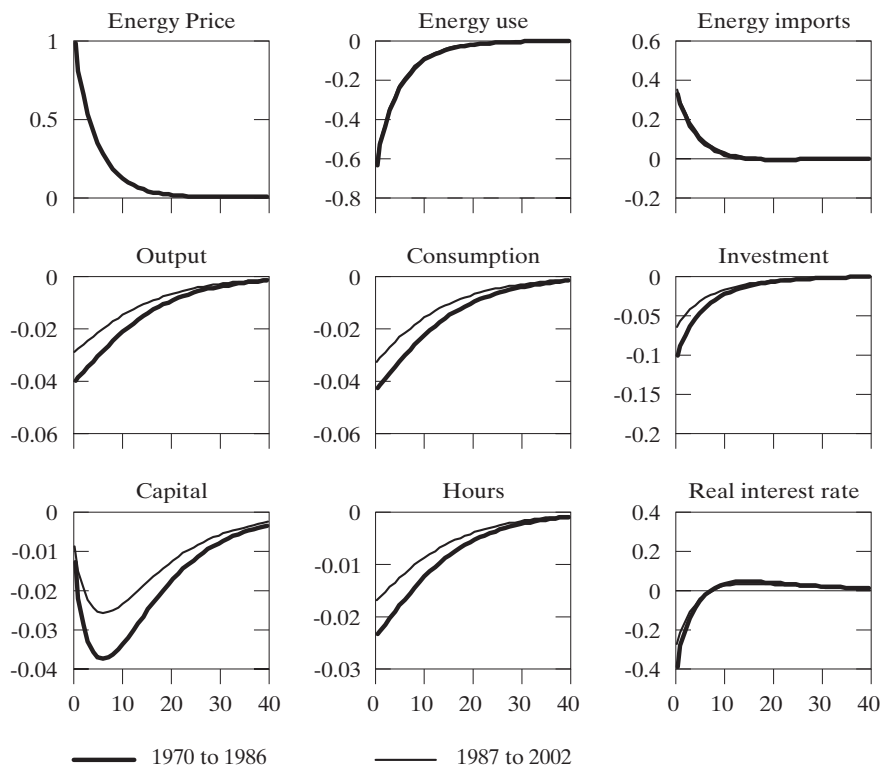 Energy Price
Energy use
Energy imports
1
0.5
0
0
-0.2
-0.4
-0.6
-0.8
0.6
0.4
0.2
0
-0.2
Output
Consumption
Investment
0
-0.02
-0.04
-0.06
0
-0.02
-0.04
-0.06
0
-0.05
-0.1
-0.15
-0.2
Capital
Hours
Real interest rate
0
-0.01
-0.02
-0.03
-0.04
0
-0.01
-0.02
-0.03
0.4
0.2
0
-0.2
-0.4
0 10 20 30 40
0 10 20 30 40
0 10 20 30 40
1970 to 1986
1987 to 2002